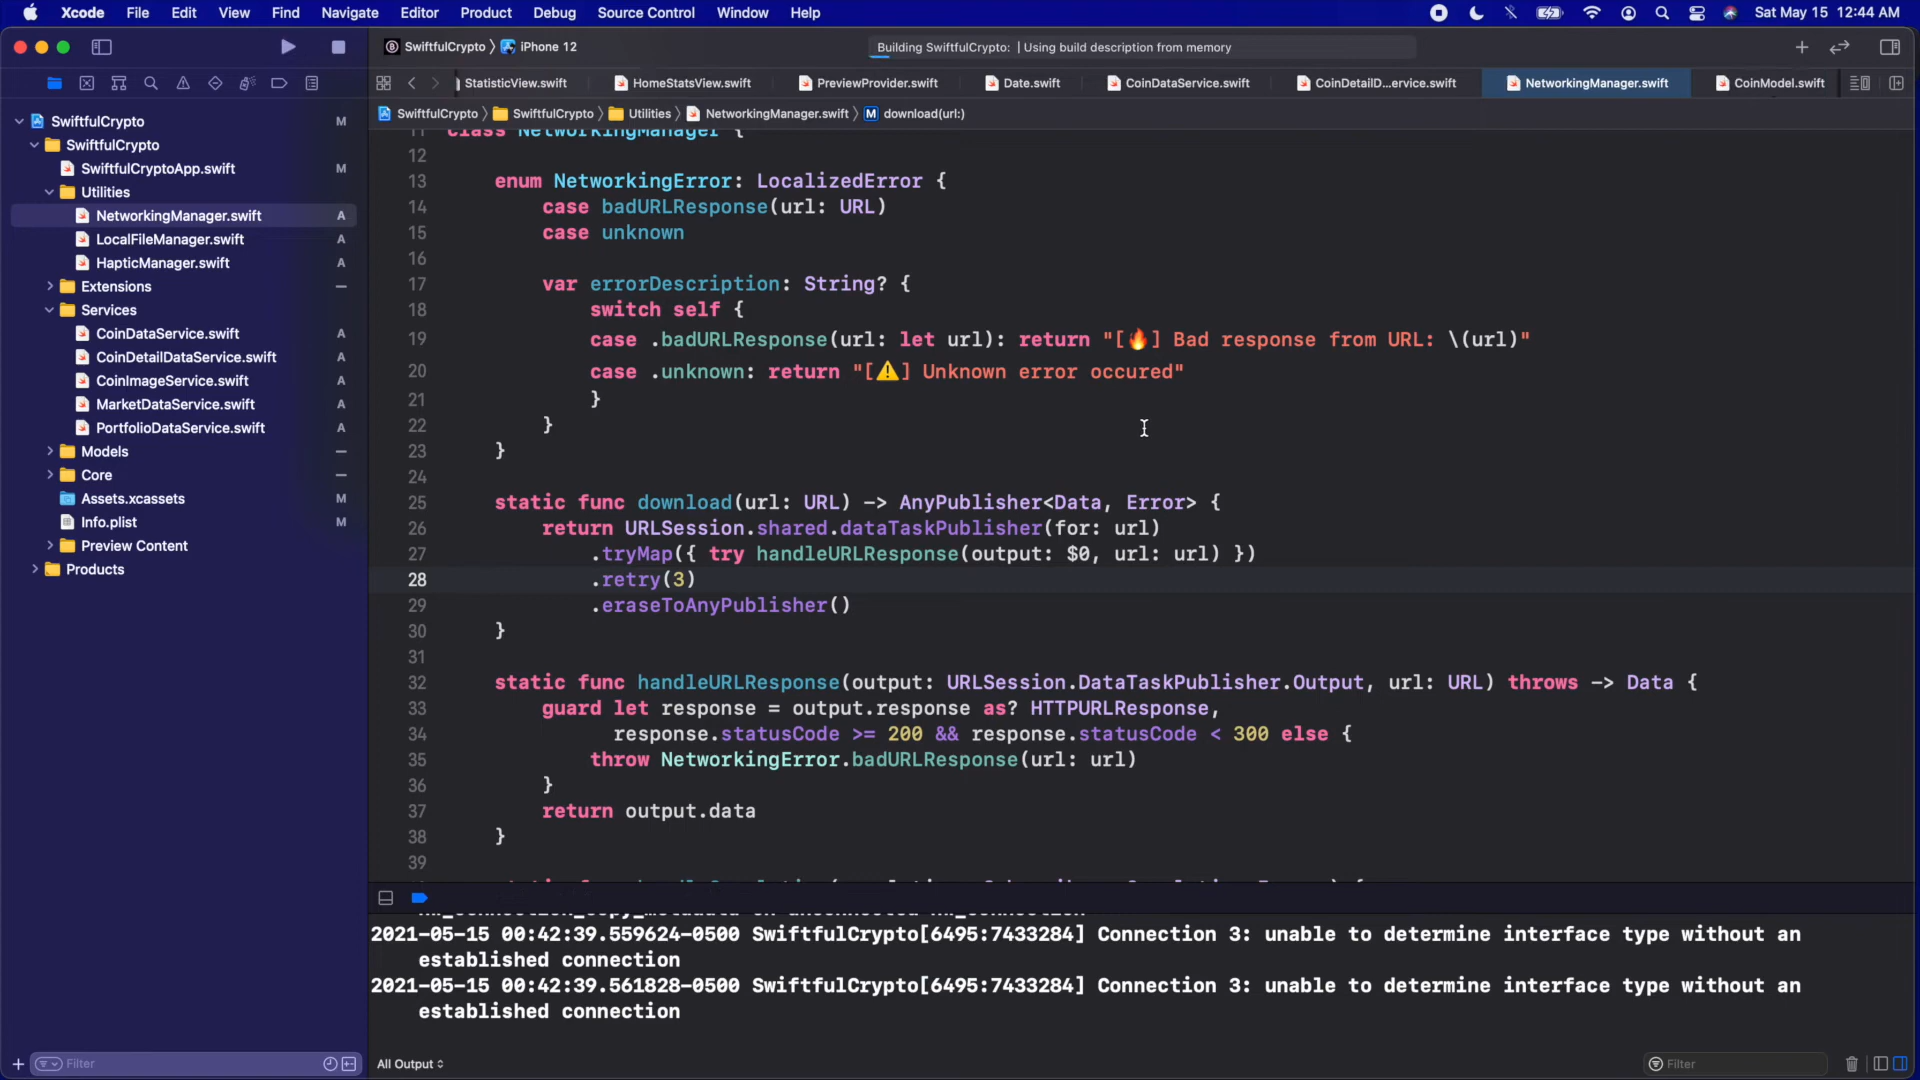 Xcode File Edit View Find Navigate Editor Product Debug Source Control Window Help Sat May 15 12:44 AM
SwiftfulCrypto iPhone 12 Building SwiftfulCrypto: | Using build description from memory
StatisticView.swift HomeStatsView.swift PreviewProvider.swift Date.swift CoinDataService.swift CoinDetailD...ervice.swift NetworkingManager.swift CoinModel.swift
SwiftfulCrypto SwiftfulCrypto Utilities NetworkingManager.swift M download(url:)
SwiftfulCrypto M
SwiftfulCrypto
SwiftfulCryptoApp.swift M
Utilities
NetworkingManager.swift A
LocalFileManager.swift A
HapticManager.swift A
Extensions
Services
CoinDataService.swift A
CoinDetailDataService.swift A
CoinImageService.swift A
MarketDataService.swift A
PortfolioDataService.swift A
Models
Core
Assets.xcassets M
Info.plist M
Preview Content
Products
Filter
11 class NetworkingManager {
12
13 enum NetworkingError: LocalizedError {
14 case badURLResponse(url: URL)
15 case unknown
16
17 var errorDescription: String? {
18 switch self {
19 case .badURLResponse(url: let url): return "[🔥] Bad response from URL: \(url)"
20 case .unknown: return "[⚠️] Unknown error occured"
21 }
22 }
23 }
24
25 static func download(url: URL) -> AnyPublisher<Data, Error> {
26 return URLSession.shared.dataTaskPublisher(for: url)
27 .tryMap({ try handleURLResponse(output: $0, url: url) })
28 .retry(3)
29 .eraseToAnyPublisher()
30 }
31
32 static func handleURLResponse(output: URLSession.DataTaskPublisher.Output, url: URL) throws -> Data {
33 guard let response = output.response as? HTTPURLResponse,
34 response.statusCode >= 200 && response.statusCode < 300 else {
35 throw NetworkingError.badURLResponse(url: url)
36 }
37 return output.data
38 }
39
2021-05-15 00:42:39.559624-0500 SwiftfulCrypto[6495:7433284] Connection 3: unable to determine interface type without an
established connection
2021-05-15 00:42:39.561828-0500 SwiftfulCrypto[6495:7433284] Connection 3: unable to determine interface type without an
established connection
All Output Filter